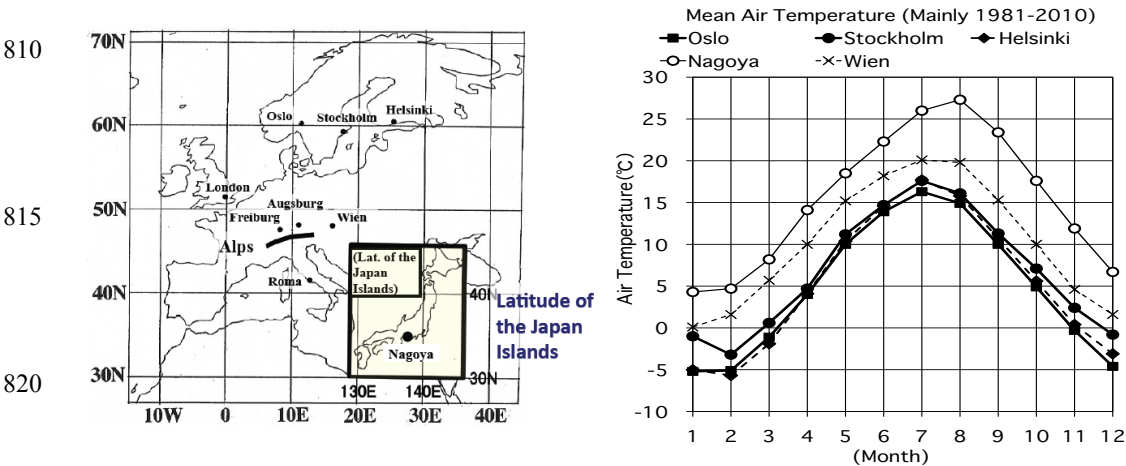 810
815
820
70N
60N
50N
40N
30N
10W 0 10E 20E 30E 40E
Oslo
Stockholm
Helsinki
London
Augsburg
Freiburg
Wien
Alps
Roma
(Lat. of the
Japan
Islands)
40N
Nagoya
30N
130E 140E
Latitude of
the Japan
Islands
Mean Air Temperature (Mainly 1981-2010)
Oslo Stockholm Helsinki
Nagoya Wien
Air Temperature(℃)
30
25
20
15
10
5
0
-5
-10
1 2 3 4 5 6 7 8 9 10 11 12
(Month)